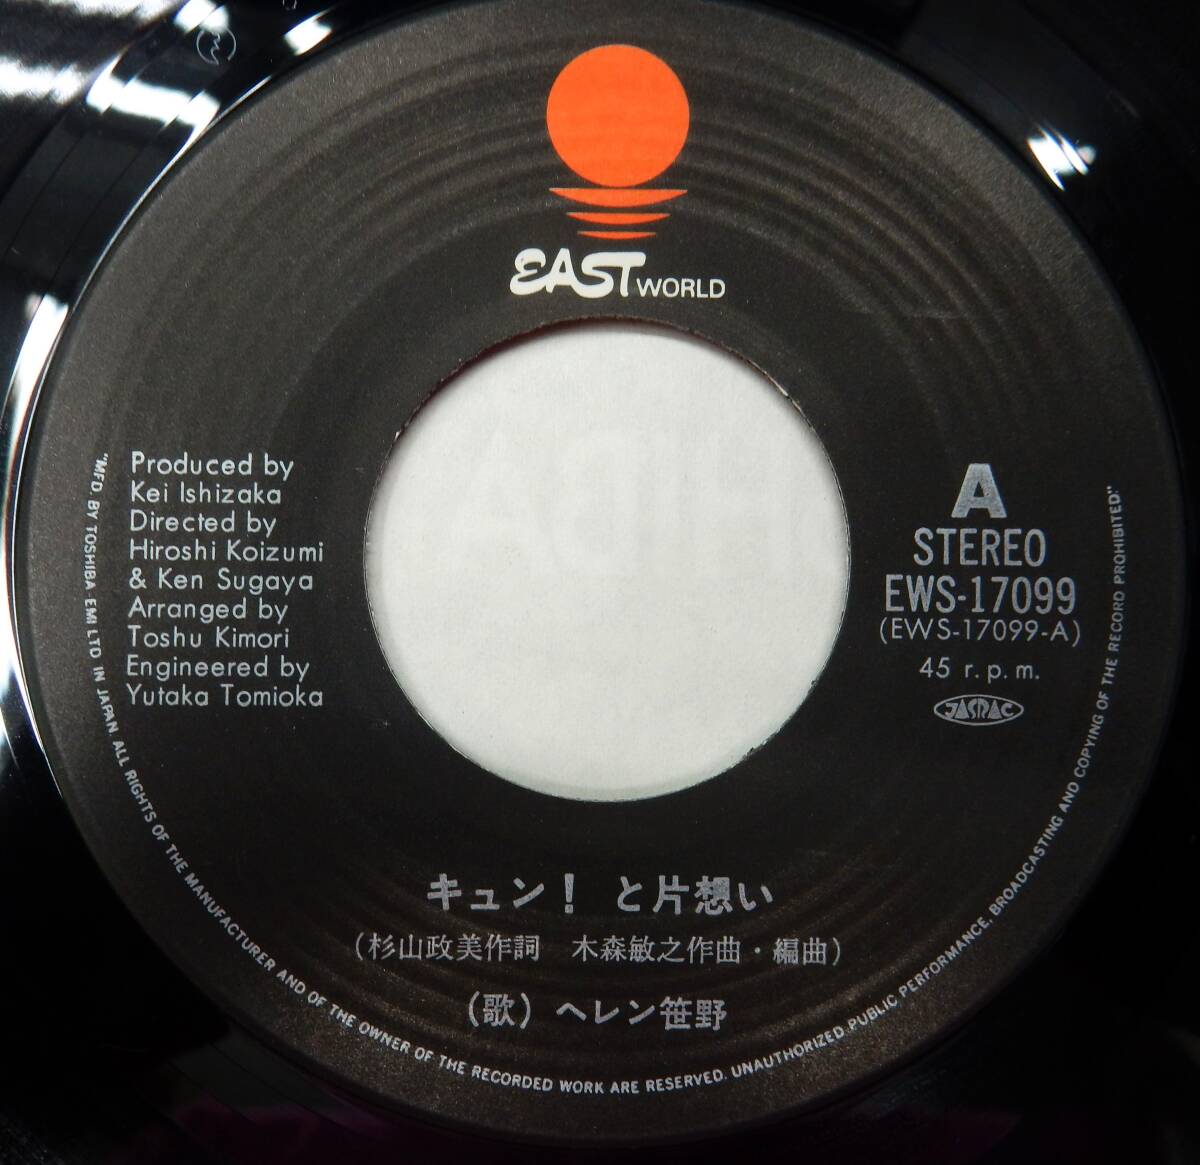 EAST WORLD
Produced by
Kei Ishizaka
Directed by
Hiroshi Koizumi
& Ken Sugaya
Arranged by
Toshu Kimori
Engineered by
Yutaka Tomioka
A
STEREO
EWS-17099
(EWS-17099-A)
45 r.p.m.
JASRAC
キュン! と片想い
(杉山政美作詞 木森敏之作曲・編曲)
(歌) ヘレン笹野
"MFD. BY TOSHIBA-EMI LTD. IN JAPAN ALL RIGHTS OF THE MANUFACTURER AND OF THE OWNER OF THE RECORDED WORK ARE RESERVED. UNAUTHORIZED PUBLIC PERFORMANCE. BROADCASTING AND COPYING OF THE RECORD PROHIBITED."